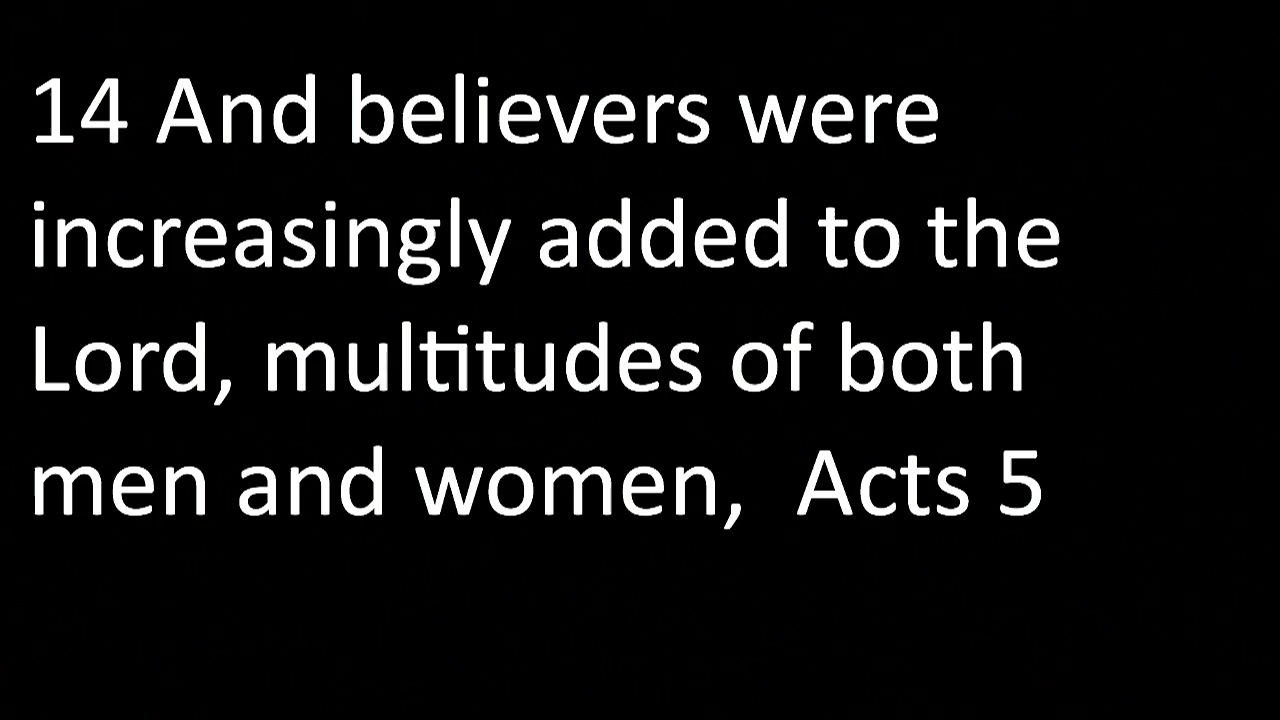 14 And believers were
increasingly added to the
Lord, multitudes of both
men and women,  Acts 5